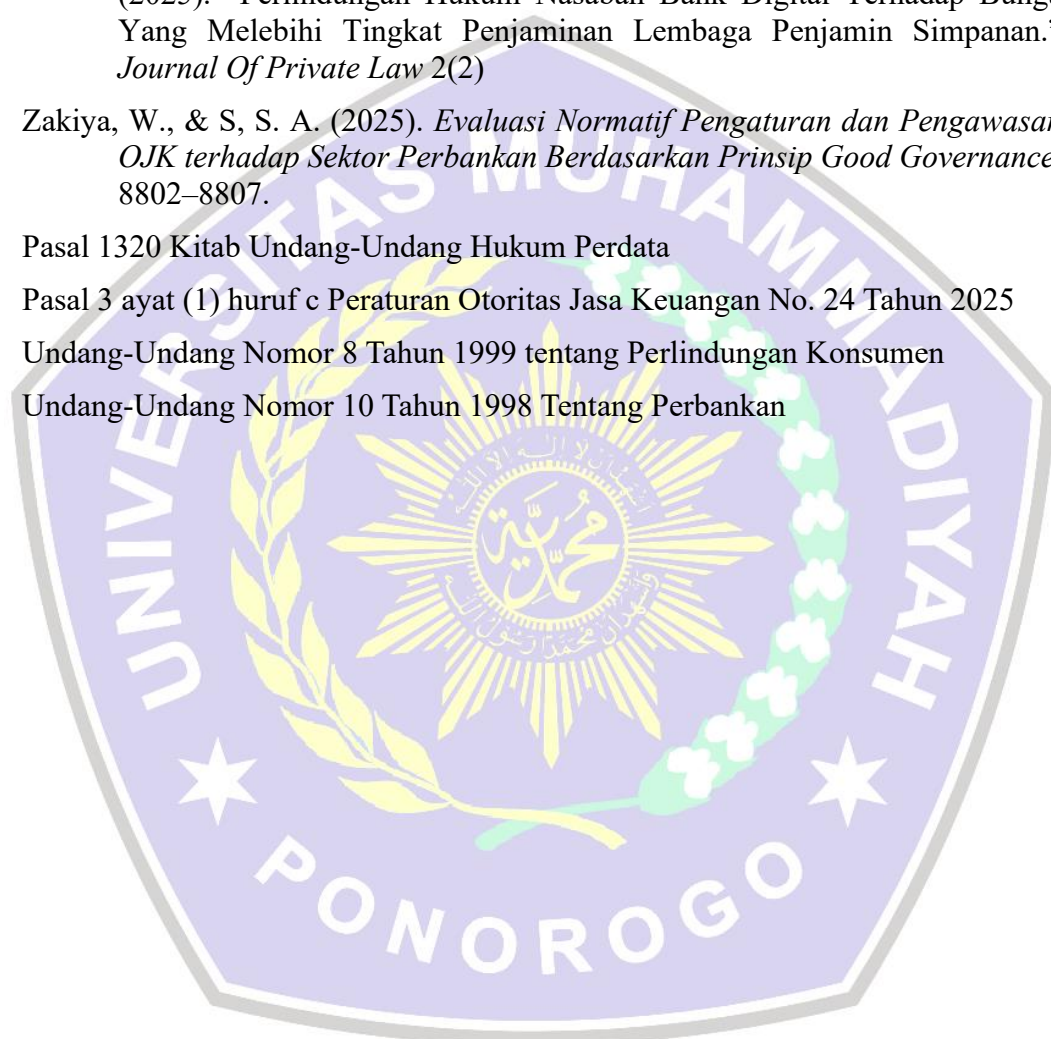 (2025). "Perlindungan Hukum Nasabah Bank Digital Terhadap Bunga
Yang Melebihi Tingkat Penjaminan Lembaga Penjamin Simpanan."
Journal Of Private Law 2(2)
Zakiya, W., & S, S. A. (2025). Evaluasi Normatif Pengaturan dan Pengawasan
OJK terhadap Sektor Perbankan Berdasarkan Prinsip Good Governance
8802–8807.
Pasal 1320 Kitab Undang-Undang Hukum Perdata
Pasal 3 ayat (1) huruf c Peraturan Otoritas Jasa Keuangan No. 24 Tahun 2025
Undang-Undang Nomor 8 Tahun 1999 tentang Perlindungan Konsumen
Undang-Undang Nomor 10 Tahun 1998 Tentang Perbankan
UNIVERSITAS MUHAMMADIYAH
محمد
PONOROGO